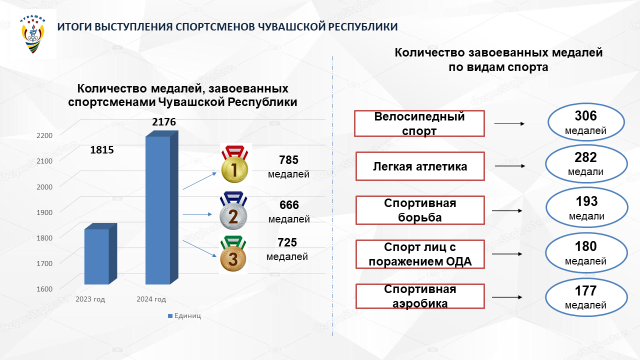 ИТОГИ ВЫСТУПЛЕНИЯ СПОРТСМЕНОВ ЧУВАШСКОЙ РЕСПУБЛИКИ
Количество медалей, завоеванных
спортсменами Чувашской Республики
2200
2100
2000
1900
1800
1700
1600
1815
2176
2023 год
2024 год
Единиц
1
785
медалей
2
666
медалей
3
725
медалей
Количество завоеванных медалей
по видам спорта
Велосипедный
спорт
306
медалей
Легкая атлетика
282
медали
Спортивная
борьба
193
медали
Спорт лиц с
поражением ОДА
180
медалей
Спортивная
аэробика
177
медалей